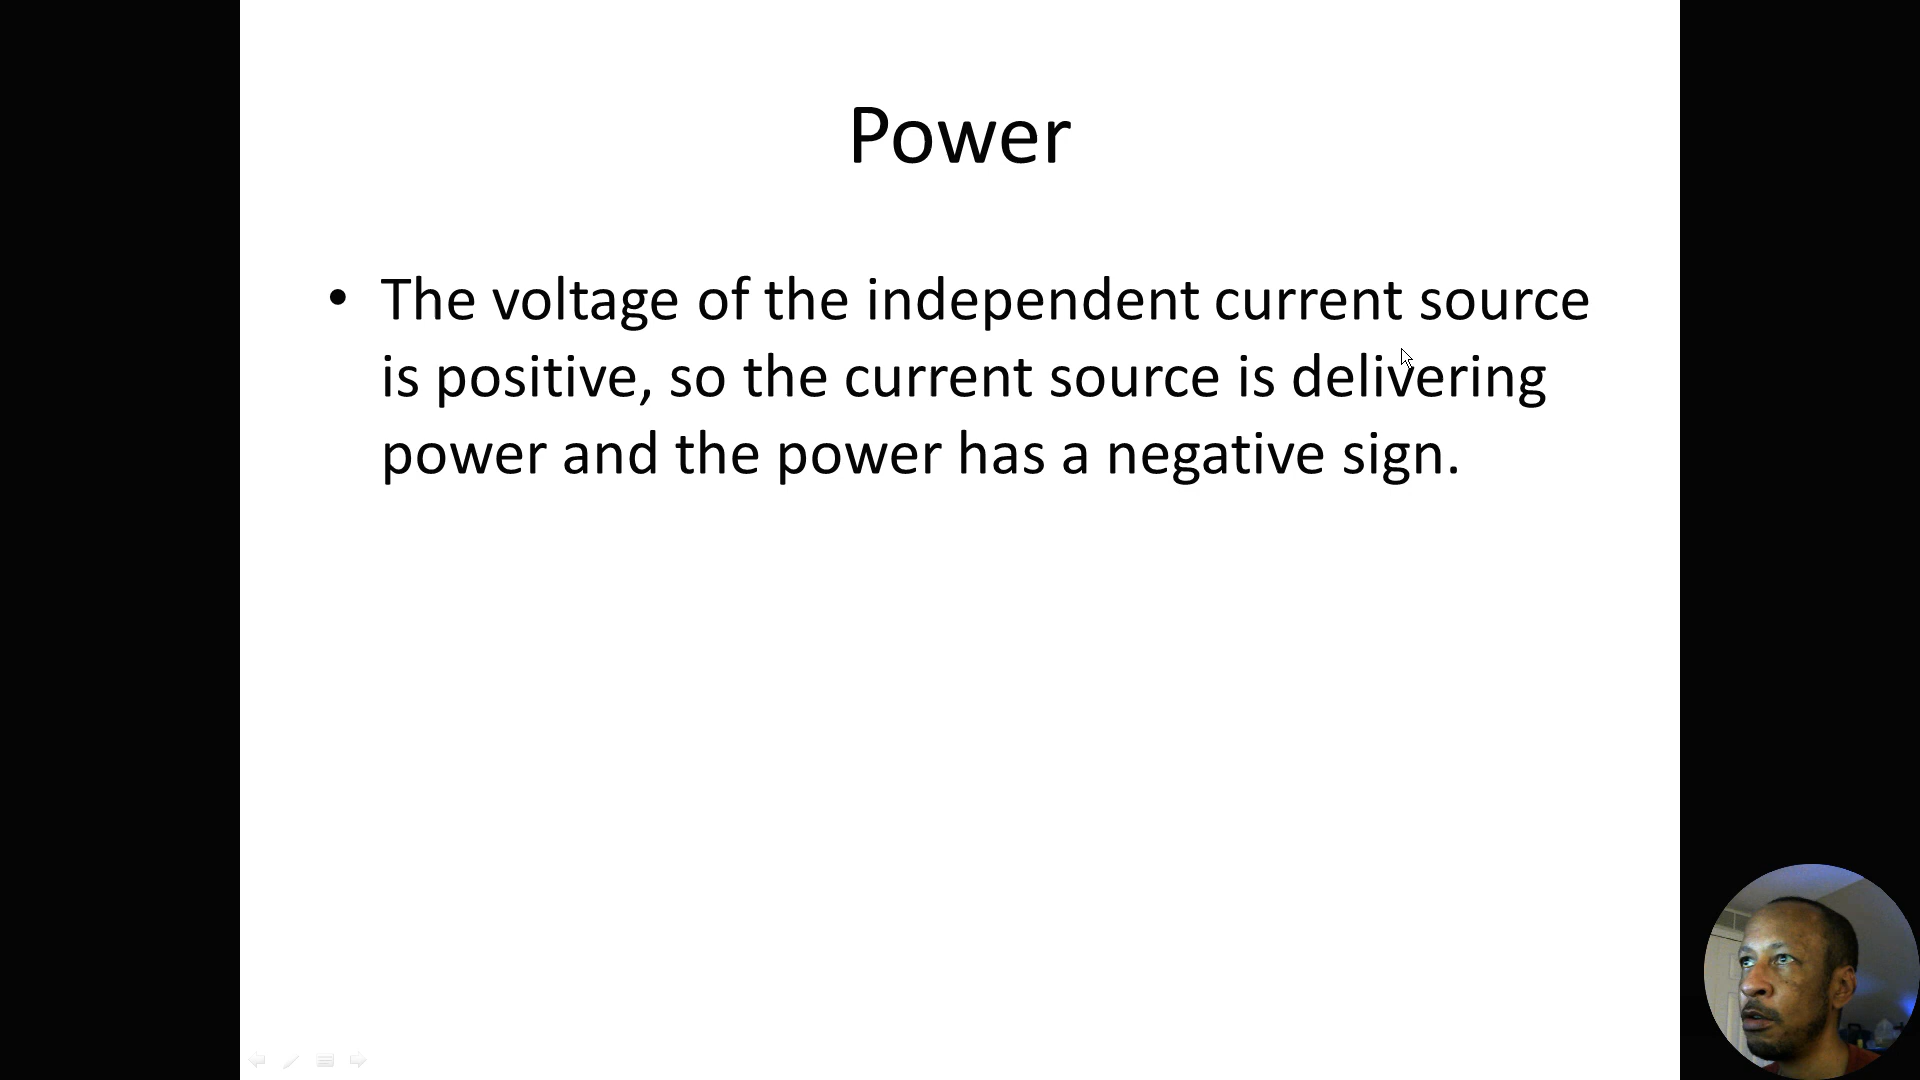 Power
• The voltage of the independent current source
is positive, so the current source is delivering
power and the power has a negative sign.